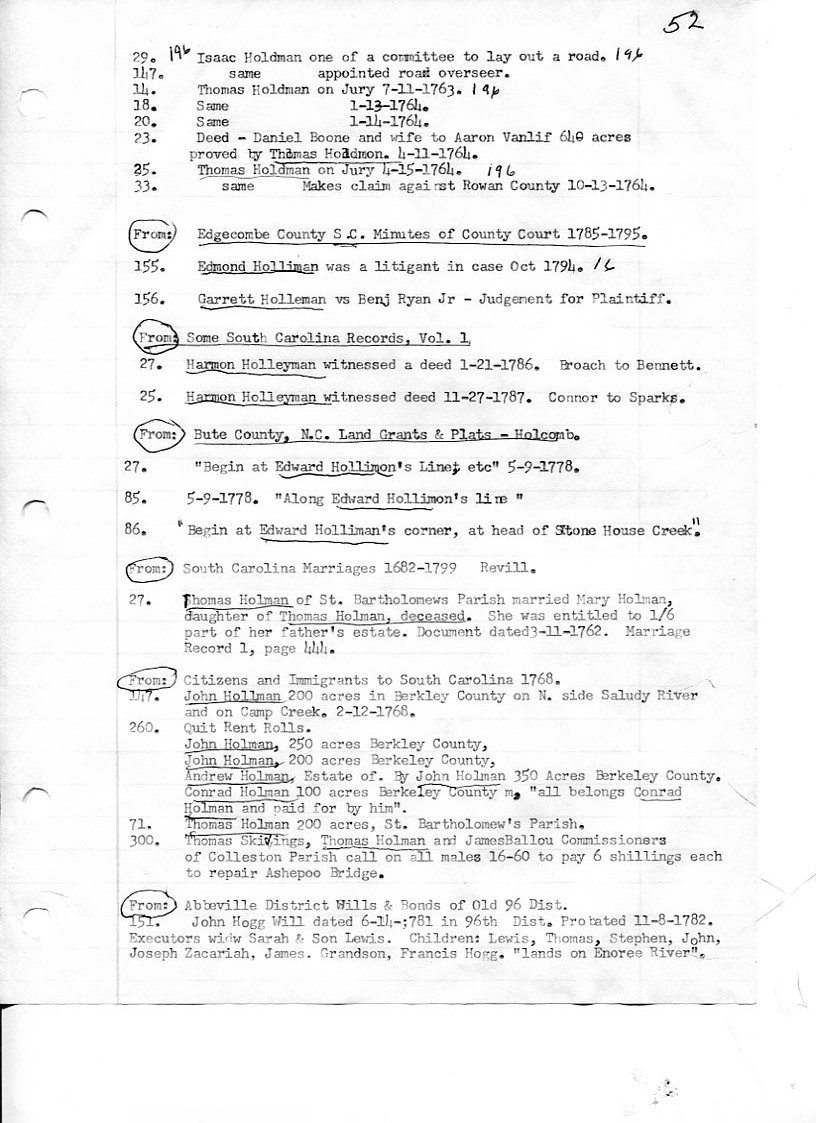 52
29. 196 Isaac Holdman one of a committee to lay out a road. 196
147. same appointed road overseer.
14. Thomas Holdman on Jury 7-11-1763. 196
18. Same 1-13-1764.
20. Same 1-14-1764.
23. Deed - Daniel Boone and wife to Aaron Vanlif 640 acres
proved by Thomas Holdmon. 4-11-1764.
25. Thomas Holdman on Jury 4-15-1764. 196
33. same Makes claim against Rowan County 10-13-1764.
From: Edgecombe County S.C. Minutes of County Court 1785-1795.
155. Edmond Holliman was a litigant in case Oct 1794.
156. Garrett Holleman vs Benj Ryan Jr - Judgement for Plaintiff.
From: Some South Carolina Records, Vol. 1
27. Harmon Holleyman witnessed a deed 1-21-1786. Broach to Bennett.
25. Harmon Holleyman witnessed deed 11-27-1787. Connor to Sparks.
From: Bute County, N.C. Land Grants & Plats - Holcomb.
27. "Begin at Edward Hollimon's Line; etc" 5-9-1778.
85. 5-9-1778. "Along Edward Hollimon's line "
86. "Begin at Edward Holliman's corner, at head of Stone House Creek".
From: South Carolina Marriages 1682-1799 Revill.
27. Thomas Holman of St. Bartholomews Parish married Mary Holman,
daughter of Thomas Holman, deceased. She was entitled to 1/6
part of her father's estate. Document dated3-11-1762. Marriage
Record 1, page 444.
From: Citizens and Immigrants to South Carolina 1768.
147. John Hollman 200 acres in Berkley County on N. side Saludy River
and on Camp Creek. 2-12-1768.
260. Quit Rent Rolls.
John Holman, 250 acres Berkley County,
John Holman, 200 acres Berkeley County,
Andrew Holman, Estate of. By John Holman 350 Acres Berkeley County.
Conrad Holman 100 acres Berkeley County m, "all belongs Conrad
Holman and paid for by him".
71. Thomas Holman 200 acres, St. Bartholomew's Parish.
300. Thomas Skivings, Thomas Holman and JamesBallou Commissioners
of Colleston Parish call on all males 16-60 to pay 6 shillings each
to repair Ashepoo Bridge.
From: Abbeville District Wills & Bonds of Old 96 Dist.
151. John Hogg Will dated 6-14-;781 in 96th Dist. Probated 11-8-1782.
Executors widw Sarah & Son Lewis. Children: Lewis, Thomas, Stephen, John,
Joseph Zacariah, James. Grandson, Francis Hogg. "lands on Enoree River".